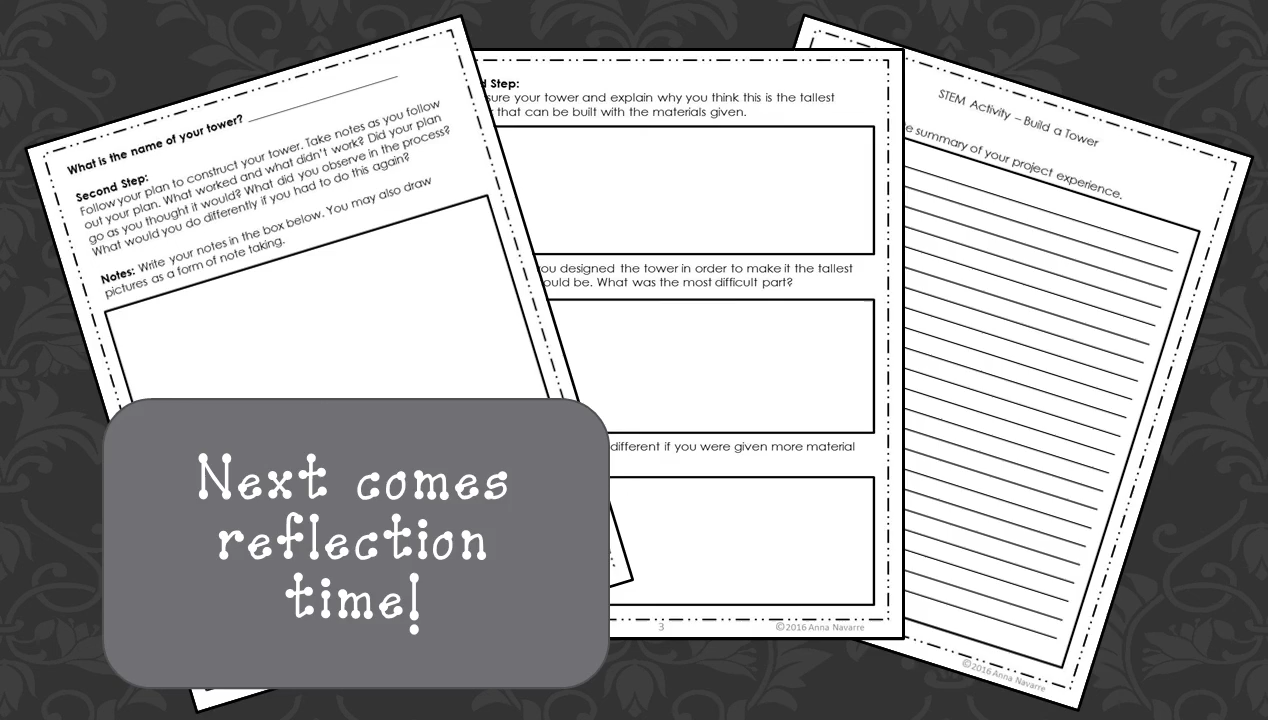 What is the name of your tower? ____________________
Second Step:
Follow your plan to construct your tower. Take notes as you follow
out your plan. What worked and what didn't work? Did your plan
go as you thought it would? What did you observe in the process?
What would you do differently if you had to do this again?
Notes: Write your notes in the box below. You may also draw
pictures as a form of note taking.
Step:
your tower and explain why you think this is the tallest
that can be built with the materials given.
you designed the tower in order to make it the tallest
be. What was the most difficult part?
different if you were given more material
3
©2016 Anna Navarre
STEM Activity – Build a Tower
summary of your project experience.
©2016 Anna Navarre
Next comes
reflection
time!